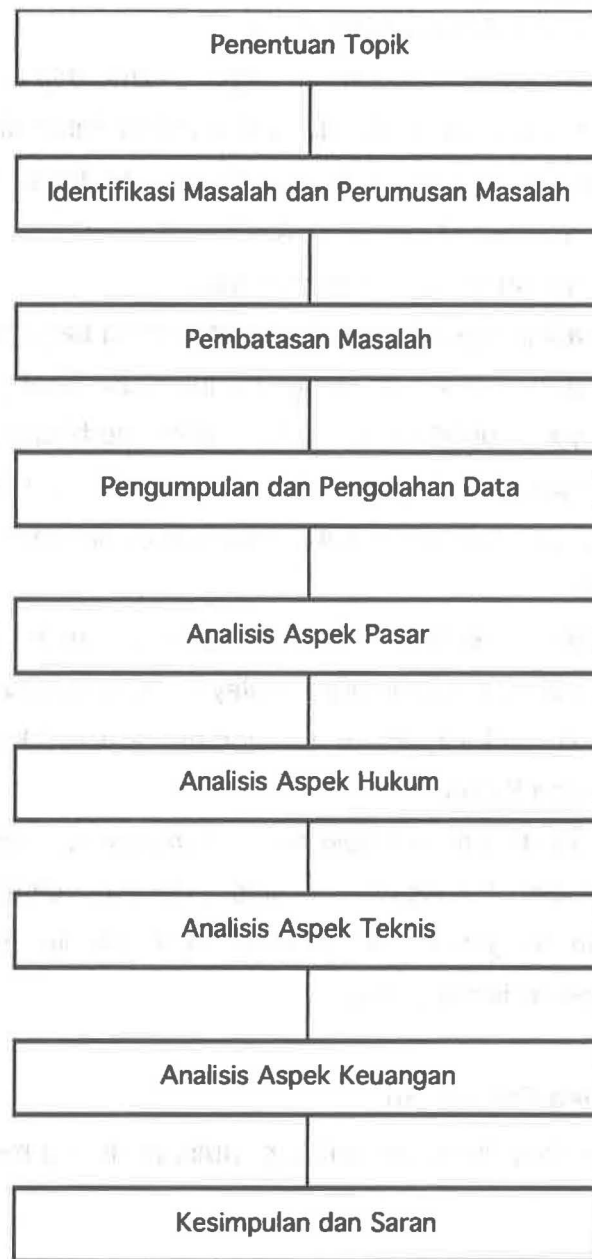 Penentuan Topik
Identifikasi Masalah dan Perumusan Masalah
Pembatasan Masalah
Pengumpulan dan Pengolahan Data
Analisis Aspek Pasar
Analisis Aspek Hukum
Analisis Aspek Teknis
Analisis Aspek Keuangan
Kesimpulan dan Saran